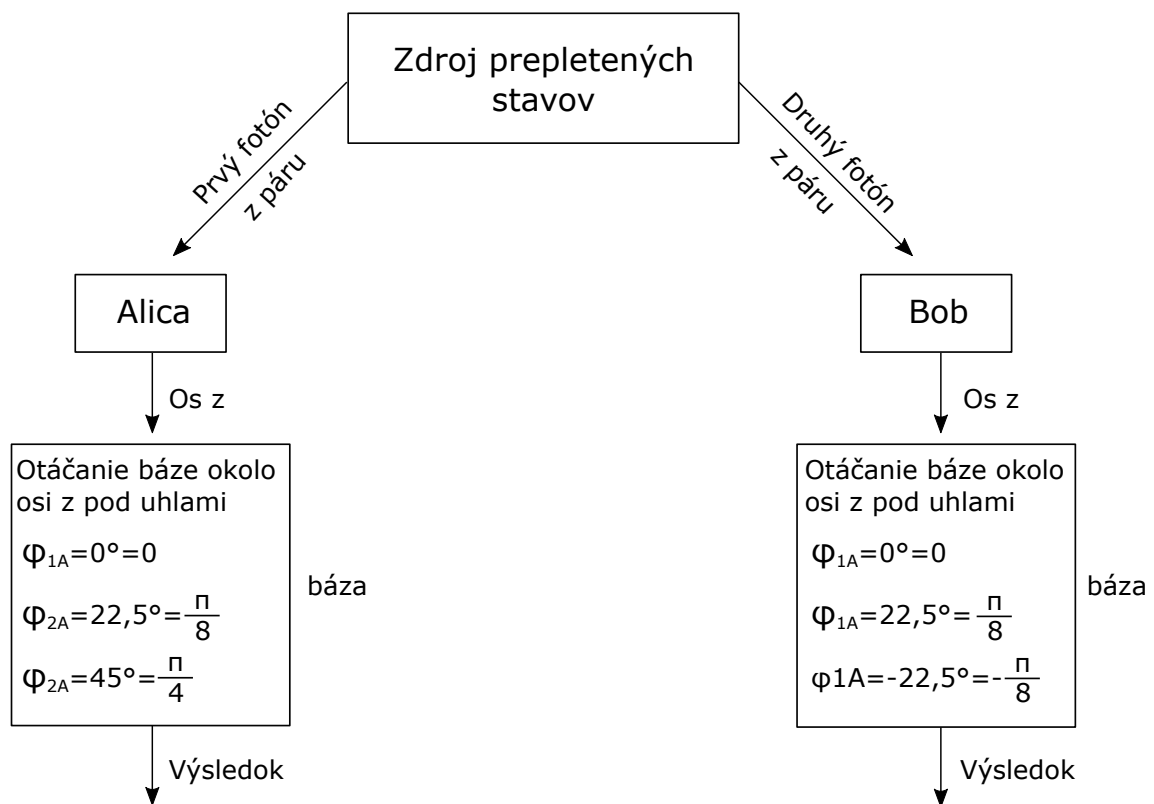 Zdroj prepletených
stavov
Prvý fotón
z páru
Druhý fotón
z páru
Alica
Os z
Otáčanie báze okolo
osi z pod uhlami
φ1A=0°=0
φ2A=22,5°=π/8
φ2A=45°=π/4
báza
Výsledok
Bob
Os z
Otáčanie báze okolo
osi z pod uhlami
φ1A=0°=0
φ1A=22,5°=π/8
φ1A=-22,5°=-π/8
báza
Výsledok